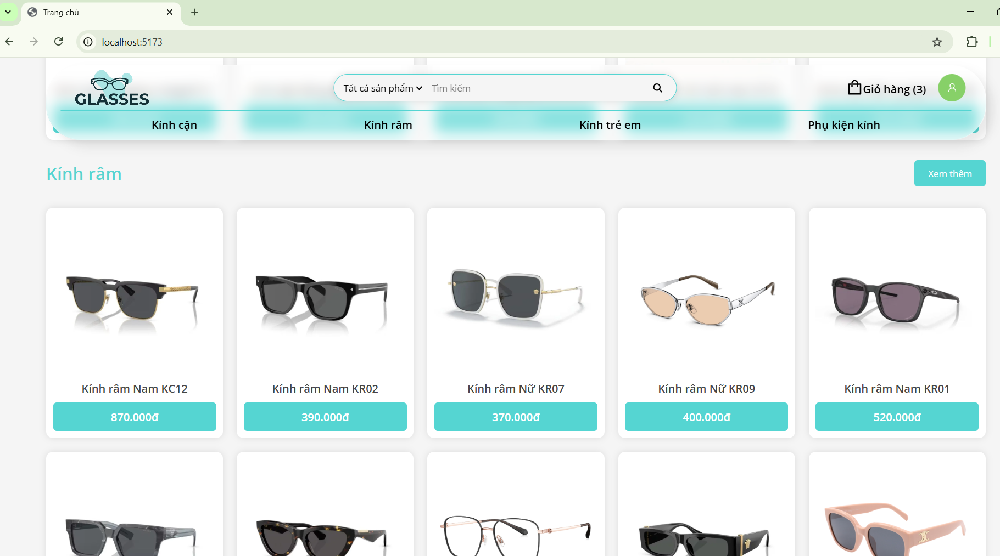 Trang chủ
localhost:5173
GLASSES
Tất cả sản phẩm
Tìm kiếm
Giỏ hàng (3)
Kính cận
Kính râm
Kính trẻ em
Phụ kiện kính
Kính râm
Xem thêm
Kính râm Nam KC12
870.000đ
Kính râm Nam KR02
390.000đ
Kính râm Nữ KR07
370.000đ
Kính râm Nữ KR09
400.000đ
Kính râm Nam KR01
520.000đ